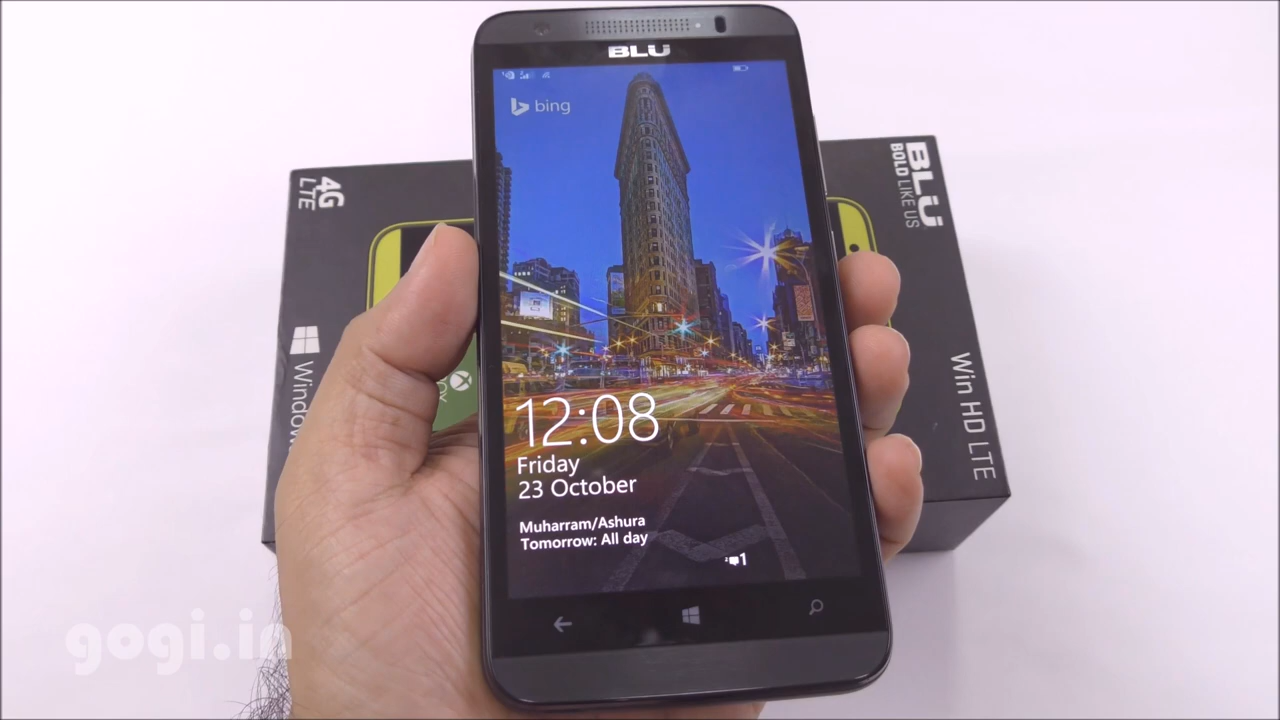 BLU
bing
12:08
Friday
23 October
Muharram/Ashura
Tomorrow: All day
1
4G
LTE
BLU
BOLD LIKE US
Win HD LTE
gogi.in